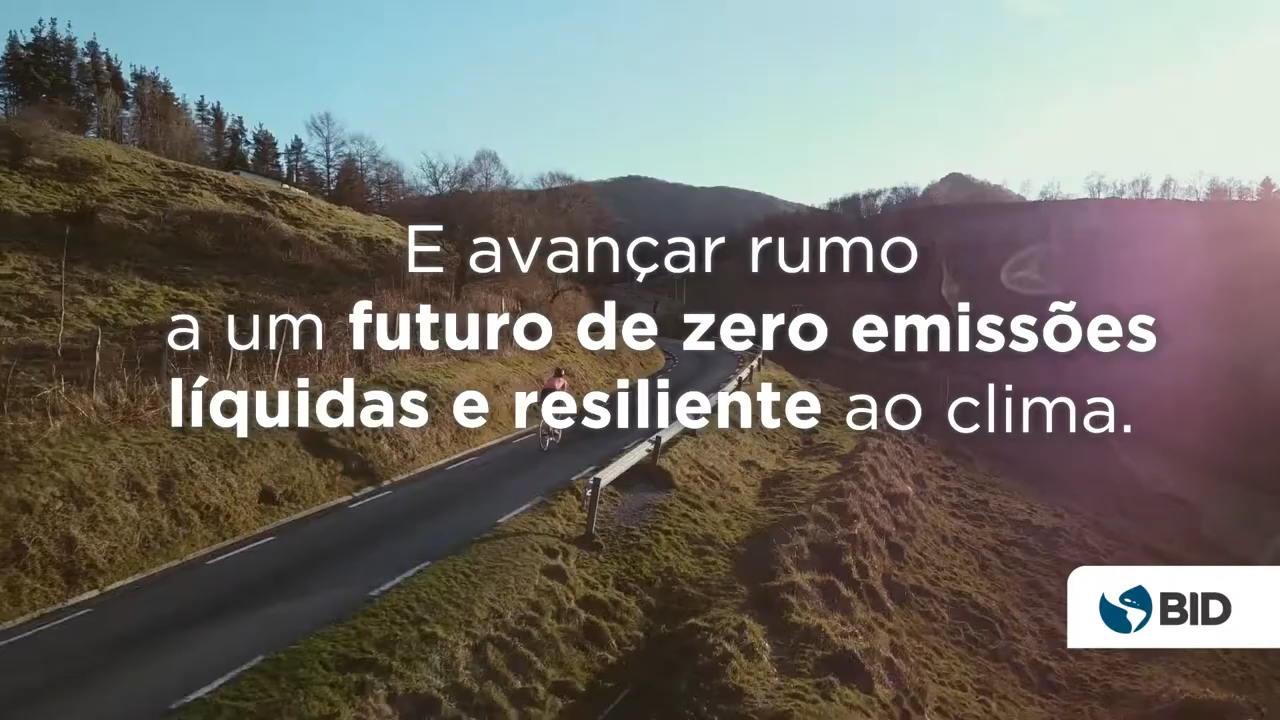 E avançar rumo
a um futuro de zero emissões
líquidas e resiliente ao clima.
BID